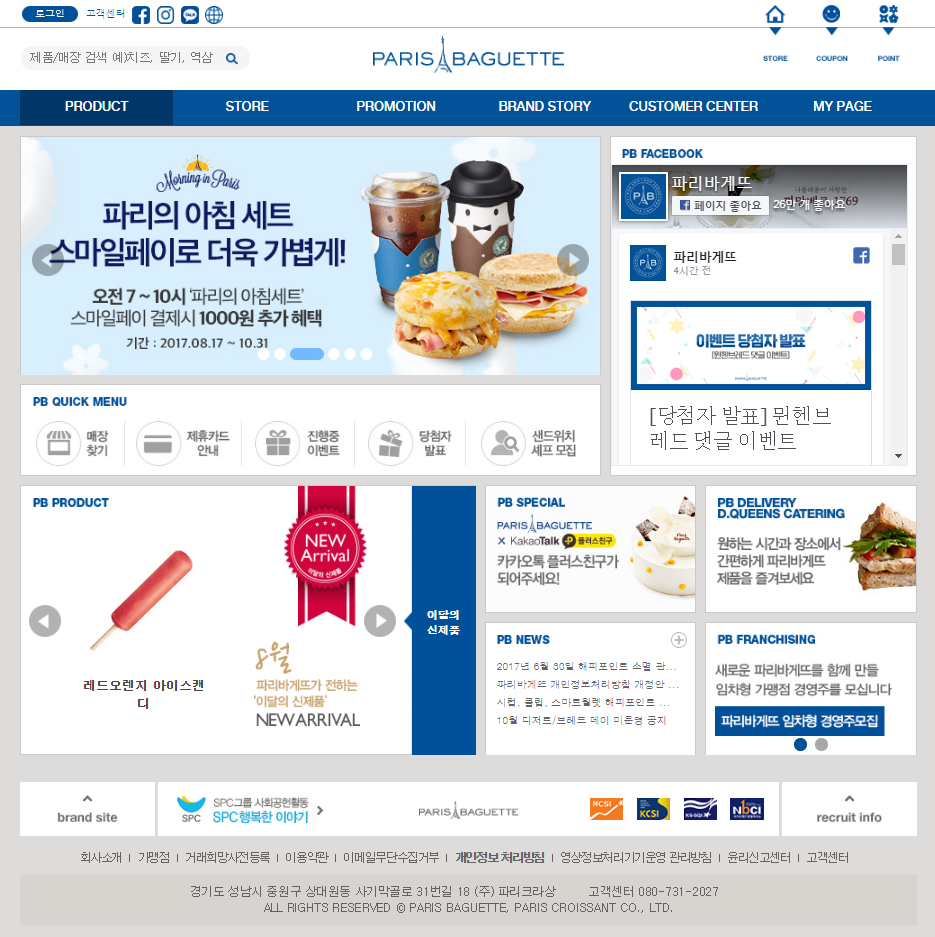 로그인
고객센터
STORE
COUPON
POINT
제품/매장 검색 예)치즈, 딸기, 역삼
PARIS BAGUETTE
PRODUCT
STORE
PROMOTION
BRAND STORY
CUSTOMER CENTER
MY PAGE
Morning in Paris
파리의 아침 세트
스마일페이로 더욱 가볍게!
오전 7 ~ 10시 '파리의 아침세트'
스마일페이 결제시 1000원 추가 혜택
기간 : 2017.08.17 ~ 10.31
PB FACEBOOK
파리바게뜨
페이지 좋아요
26만 개 좋아요
파리바게뜨
4시간 전
이벤트 당첨자 발표
[뮌헨브레드 댓글 이벤트]
[당첨자 발표] 뮌헨브
레드 댓글 이벤트
PB QUICK MENU
매장
찾기
제휴카드
안내
진행중
이벤트
당첨자
발표
샌드위치
셰프 모집
PB PRODUCT
레드오렌지 아이스캔
디
NEW
Arrival
이달의 신제품
8월
파리바게뜨가 전하는
'이달의 신제품'
NEW ARRIVAL
이달의
신제품
PB SPECIAL
PARIS BAGUETTE
X KakaoTalk 플러스친구
카카오톡 플러스친구가
되어주세요!
PB DELIVERY
D.QUEENS CATERING
원하는 시간과 장소에서
간편하게 파리바게뜨
제품을 즐겨보세요
PB NEWS
2017년 6월 30일 해피포인트 소멸 관...
파리바게뜨 개인정보처리방침 개정안 ...
시럽, 클립, 스마트월렛 해피포인트 ...
10월 디저트/브레드 데이 미운영 공지
PB FRANCHISING
새로운 파리바게뜨를 함께 만들
임차형 가맹점 경영주를 모십니다
파리바게뜨 임차형 경영주모집
brand site
SPC
SPC그룹 사회공헌활동
SPC행복한 이야기
PARIS BAGUETTE
NCSI
KCSI
KS-SQI
NbCI
recruit info
회사소개 | 가맹점 | 거래희망사전등록 | 이용약관 | 이메일무단수집거부 | 개인정보 처리방침 | 영상정보처리기기운영 관리방침 | 윤리신고센터 | 고객센터
경기도 성남시 중원구 상대원동 사기막골로 31번길 18 (주) 파리크라상 고객센터 080-731-2027
ALL RIGHTS RESERVED © PARIS BAGUETTE, PARIS CROISSANT CO., LTD.